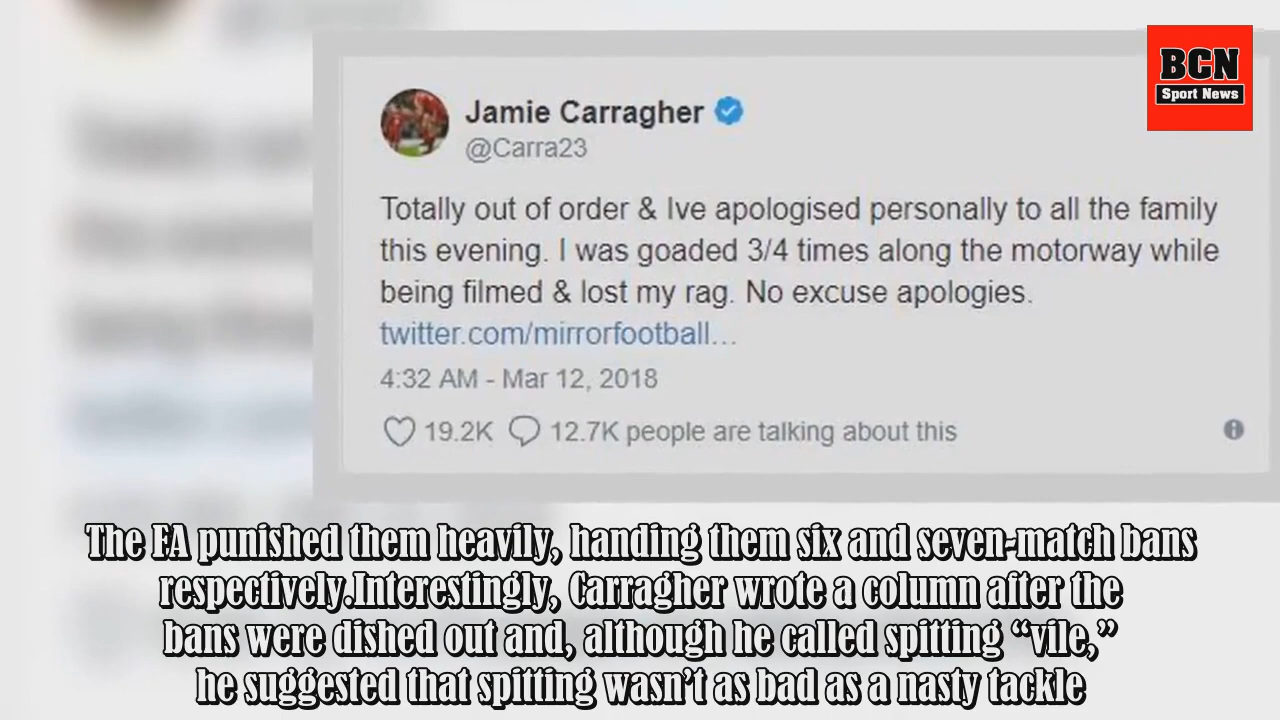 BCN
Sport News
Jamie Carragher
@Carra23
Totally out of order & Ive apologised personally to all the family
this evening. I was goaded 3/4 times along the motorway while
being filmed & lost my rag. No excuse apologies.
twitter.com/mirrorfootball...
4:32 AM - Mar 12, 2018
19.2K 12.7K people are talking about this
The FA punished them heavily, handing them six and seven-match bans
respectively.Interestingly, Carragher wrote a column after the
bans were dished out and, although he called spitting “vile,”
he suggested that spitting wasn’t as bad as a nasty tackle